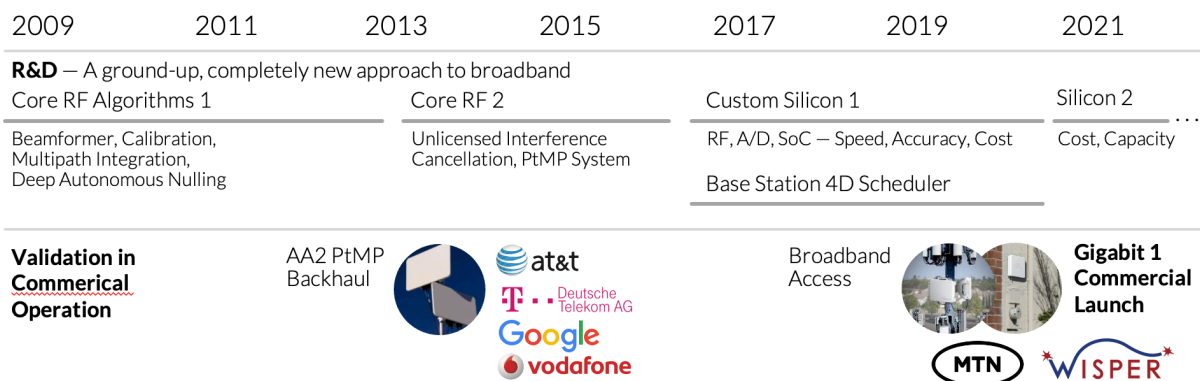 2009 2011 2013 2015 2017 2019 2021
R&D — A ground-up, completely new approach to broadband
Core RF Algorithms 1
Core RF 2
Custom Silicon 1
Silicon 2
Beamformer, Calibration,
Multipath Integration,
Deep Autonomous Nulling
Unlicensed Interference
Cancellation, PtMP System
RF, A/D, SoC — Speed, Accuracy, Cost
Cost, Capacity
...
Base Station 4D Scheduler
Validation in
Commerical
Operation
AA2 PtMP
Backhaul
at&t
T
Deutsche
Telekom AG
Google
vodafone
Broadband
Access
Gigabit 1
Commercial
Launch
MTN
WISPER